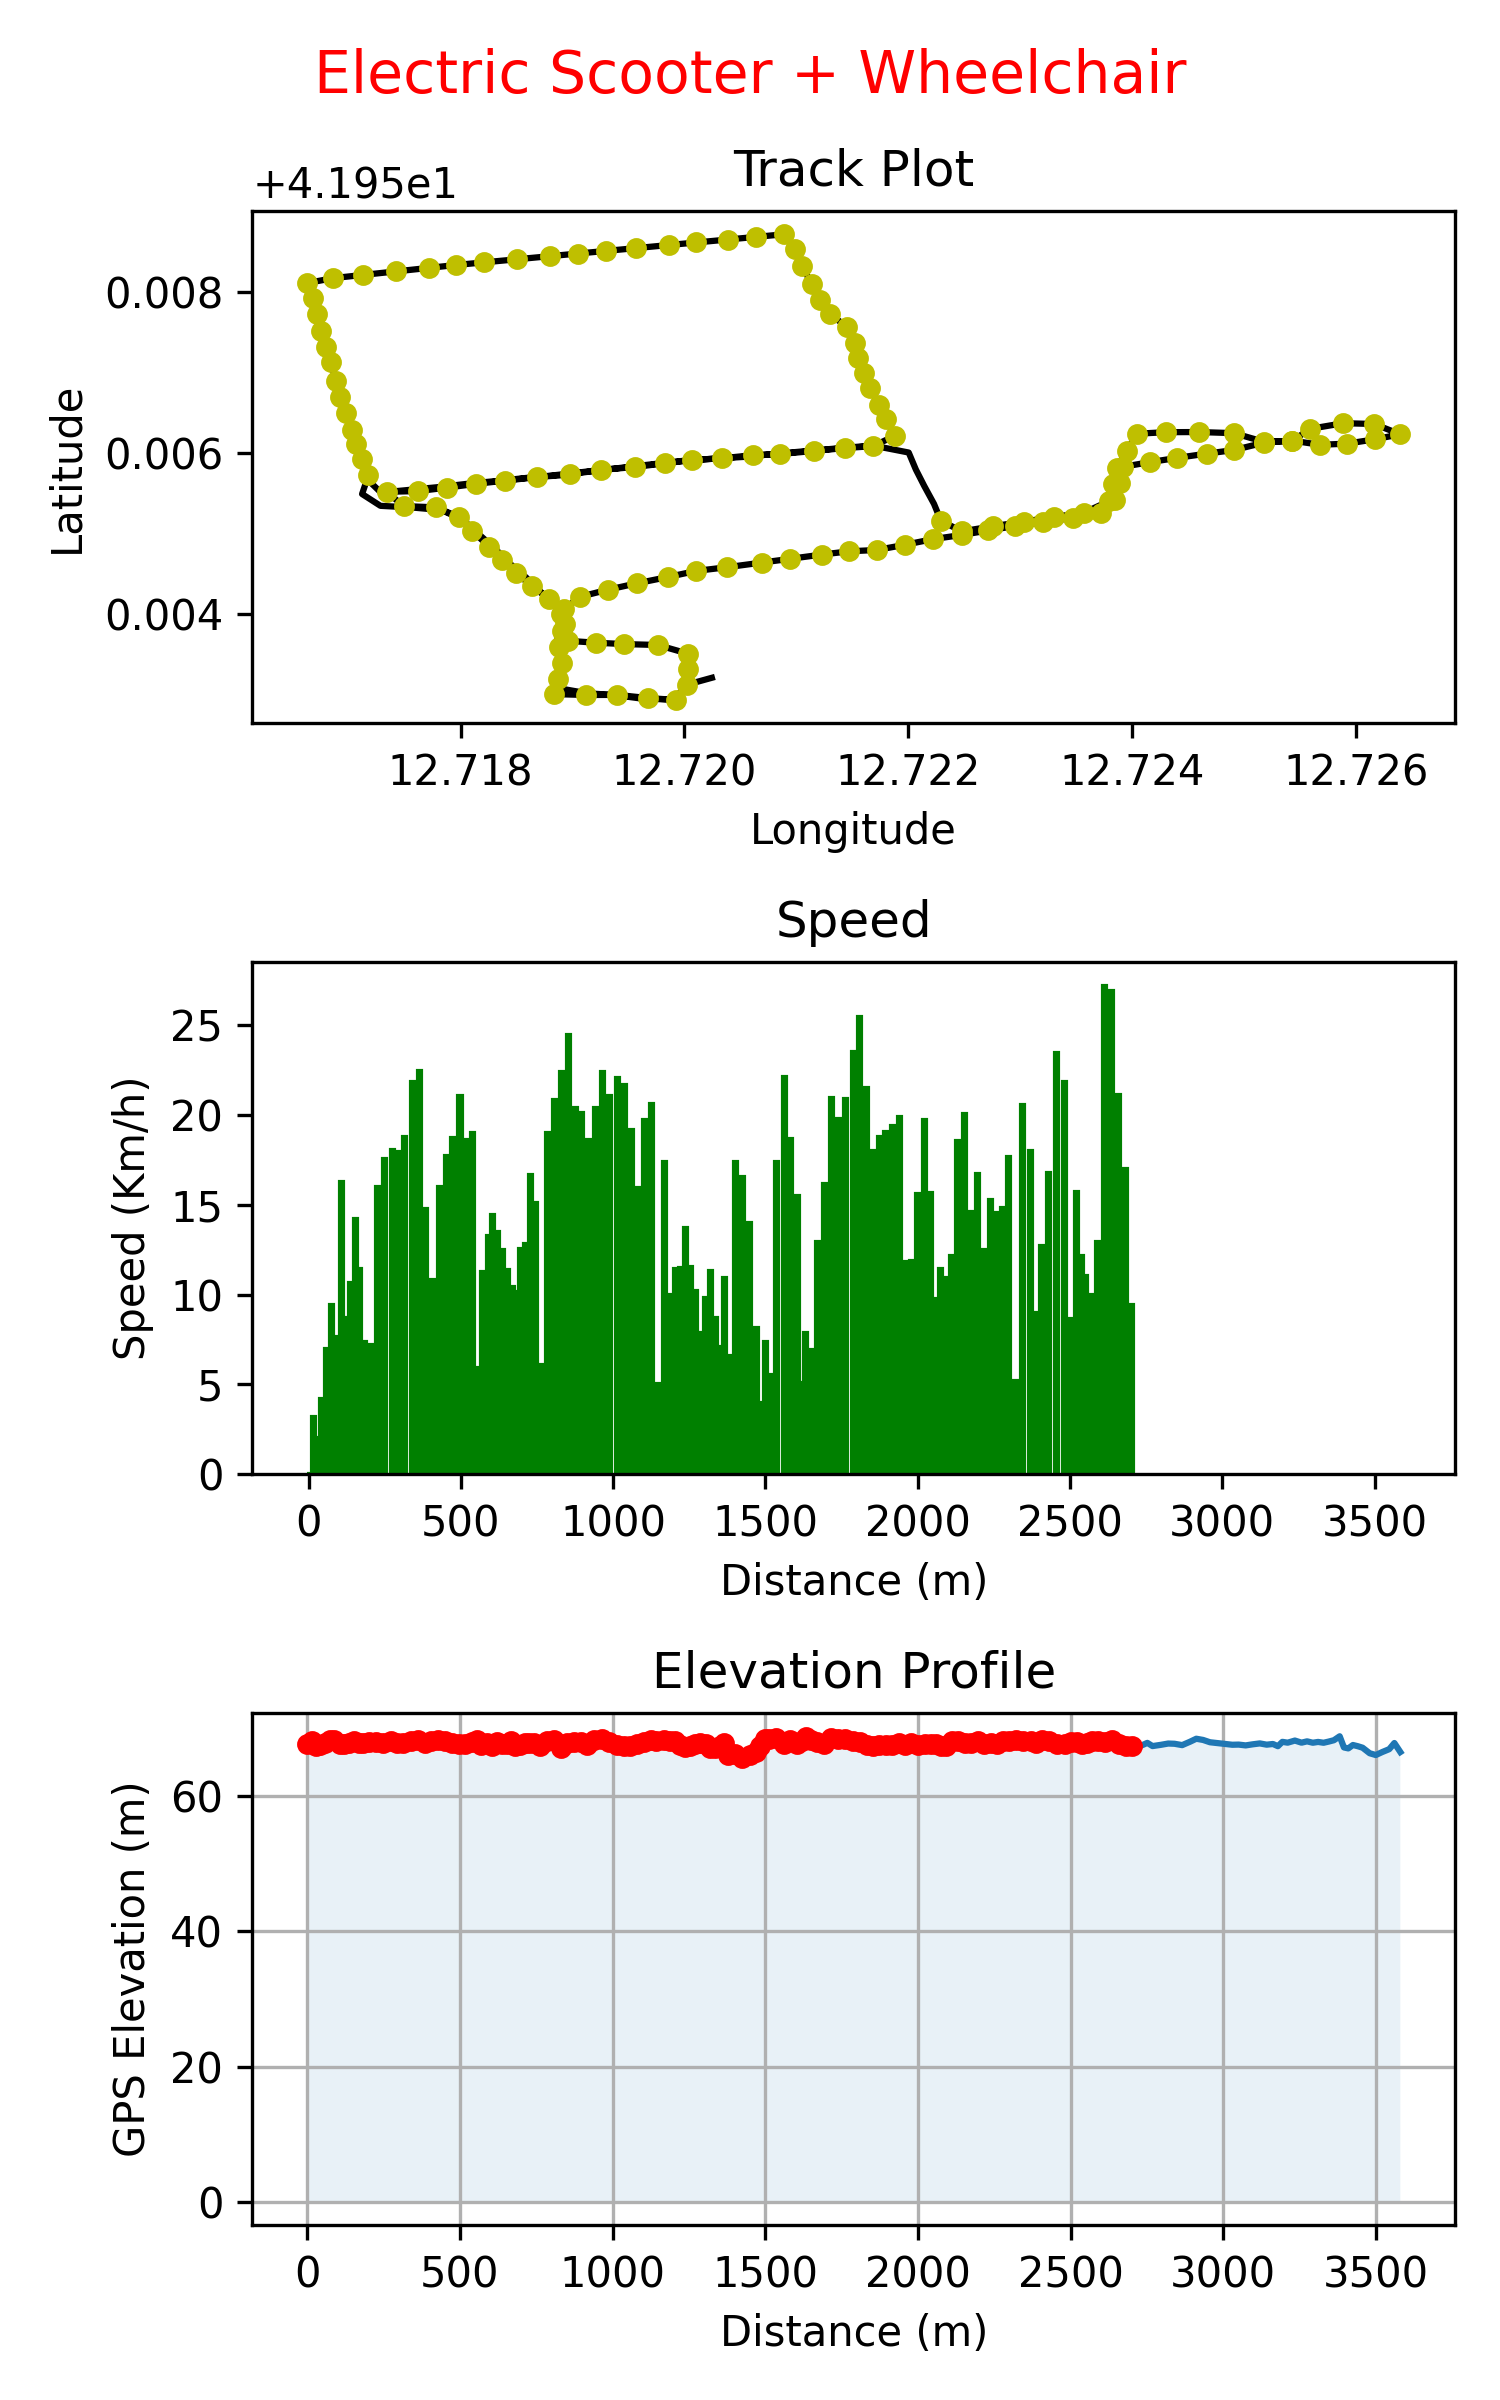 Electric Scooter + Wheelchair
Track Plot
+4.195e1
0.008
0.006
0.004
Latitude
12.718 12.720 12.722 12.724 12.726
Longitude
Speed
25
20
15
10
5
0
Speed (Km/h)
0 500 1000 1500 2000 2500 3000 3500
Distance (m)
Elevation Profile
60
40
20
0
GPS Elevation (m)
0 500 1000 1500 2000 2500 3000 3500
Distance (m)